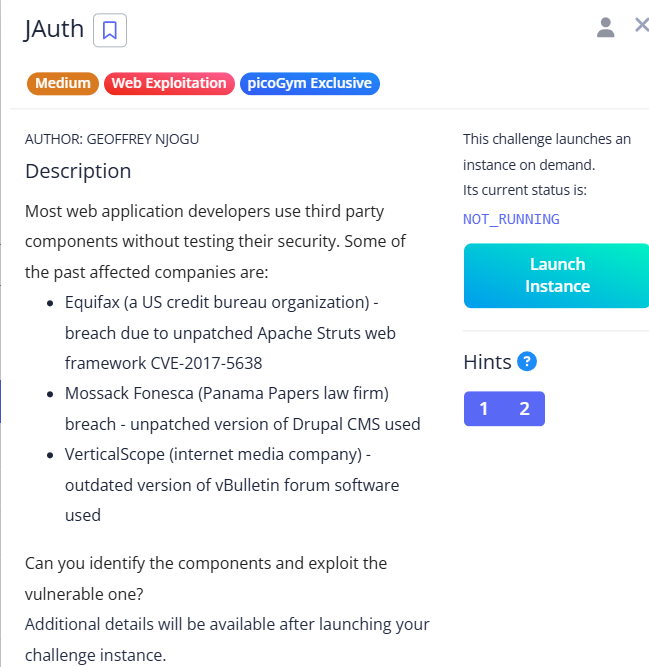 JAuth
Medium Web Exploitation picoGym Exclusive
AUTHOR: GEOFFREY NJOGU
Description
Most web application developers use third party
components without testing their security. Some of
the past affected companies are:
• Equifax (a US credit bureau organization) -
breach due to unpatched Apache Struts web
framework CVE-2017-5638
• Mossack Fonesca (Panama Papers law firm)
breach - unpatched version of Drupal CMS used
• VerticalScope (internet media company) -
outdated version of vBulletin forum software
used
Can you identify the components and exploit the
vulnerable one?
Additional details will be available after launching your
challenge instance.
This challenge launches an
instance on demand.
Its current status is:
NOT_RUNNING
Launch
Instance
Hints ?
1 2